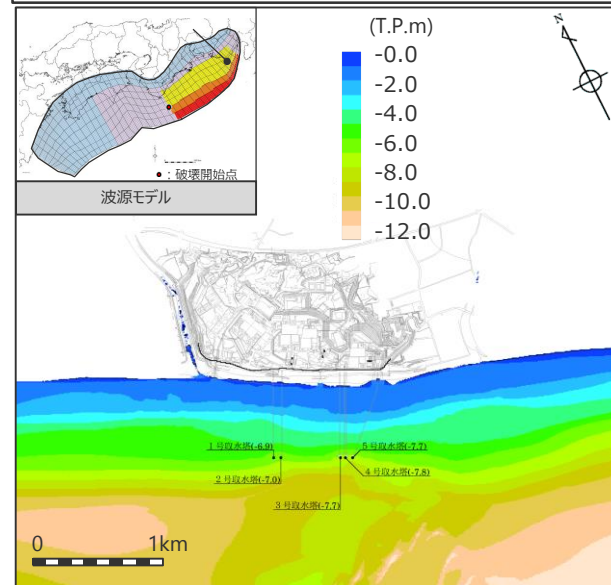 ● : 破壊開始点
波源モデル
(T.P.m)
-0.0
-2.0
-4.0
-6.0
-8.0
-10.0
-12.0
N
1号取水塔(-6.9)
2号取水塔(-7.0)
3号取水塔(-7.7)
5号取水塔(-7.7)
4号取水塔(-7.8)
0 1km